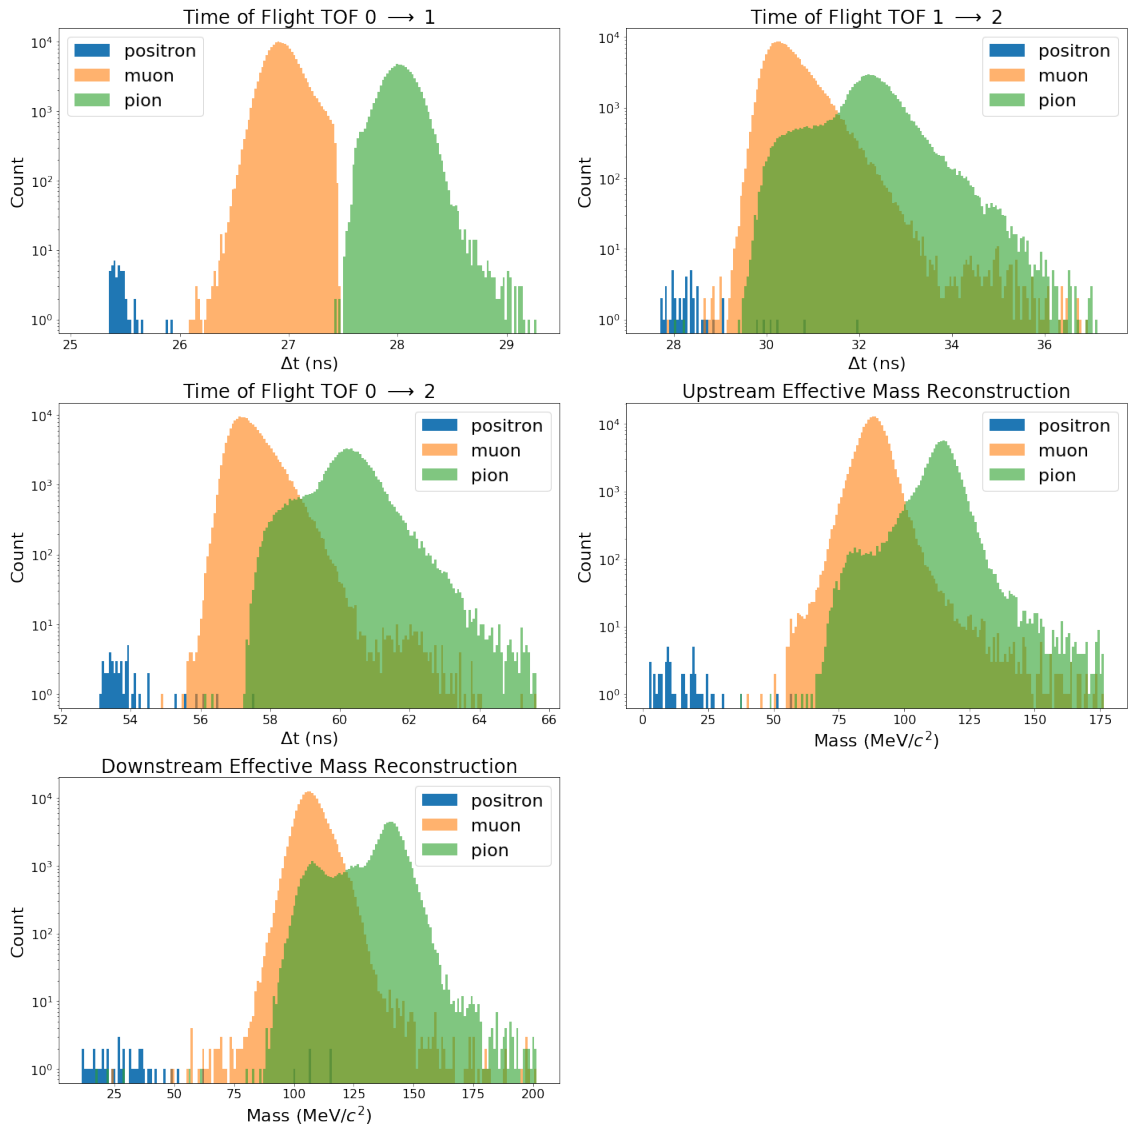 Time of Flight TOF 0 ⟶ 1
positron
muon
pion
10⁴
10³
10²
10¹
10⁰
Count
25
26
27
28
29
Δt (ns)
Time of Flight TOF 1 ⟶ 2
positron
muon
pion
10⁴
10³
10²
10¹
10⁰
Count
28
30
32
34
36
Δt (ns)
Time of Flight TOF 0 ⟶ 2
positron
muon
pion
10⁴
10³
10²
10¹
10⁰
Count
52
54
56
58
60
62
64
66
Δt (ns)
Upstream Effective Mass Reconstruction
positron
muon
pion
10⁴
10³
10²
10¹
10⁰
Count
0
25
50
75
100
125
150
175
Mass (MeV/c²)
Downstream Effective Mass Reconstruction
positron
muon
pion
10⁴
10³
10²
10¹
10⁰
Count
25
50
75
100
125
150
175
200
Mass (MeV/c²)